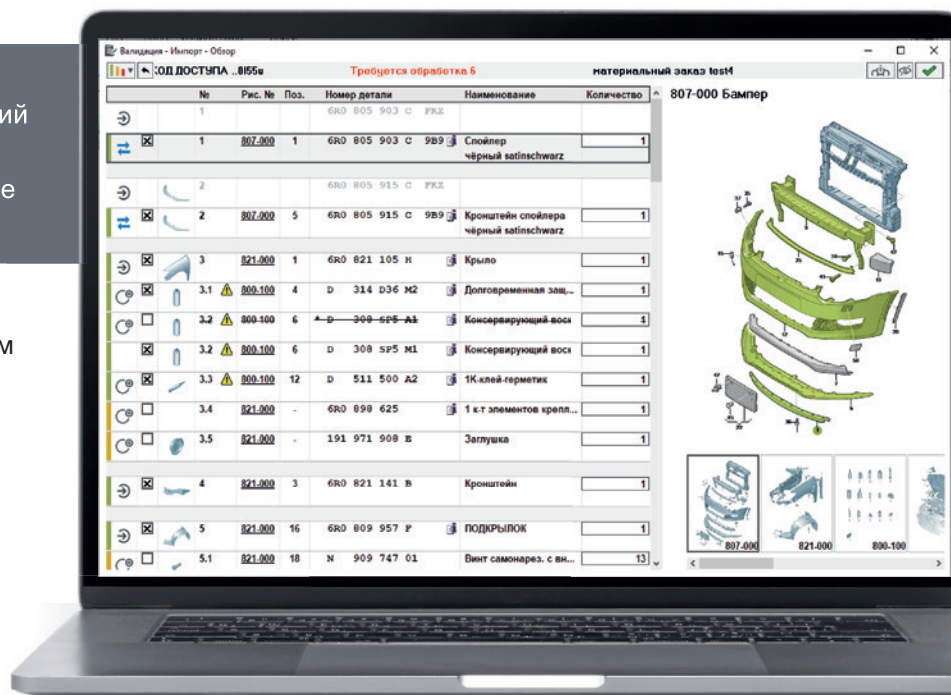 ий
е
м
Валидация - Импорт - Обзор
КОД ДОСТУПА ..8l55u Требуется обработка 6 материальный заказ test4
№ Рис. № Поз. Номер детали Наименование Количество
807-000 Бампер
1 6R0 805 903 C FKZ
1 807-000 1 6R0 805 903 C 9B9 Спойлер 1
чёрный satinschwarz
2 6R0 805 915 C FKZ
2 807-000 5 6R0 805 915 C 9B9 Кронштейн спойлера 1
чёрный satinschwarz
3 821-000 1 6R0 821 105 H Крыло 1
3.1 800-100 4 D 314 D36 M2 Долговременная защ... 1
3.2 800-100 6 * D 308 SP5 A1 Консервирующий воск 1
3.2 800-100 6 D 308 SP5 M1 Консервирующий воск 1
3.3 800-100 12 D 511 500 A2 1К-клей-герметик 1
3.4 821-000 - 6R0 898 625 1 к-т элементов крепл... 1
3.5 821-000 - 191 971 908 E Заглушка 1
4 821-000 3 6R0 821 141 B Кронштейн 1
5 821-000 16 6R0 809 957 F ПОДКРЫЛОК 1
5.1 821-000 18 N 909 747 01 Винт самонарез. с вн... 13
807-000 821-000 800-100